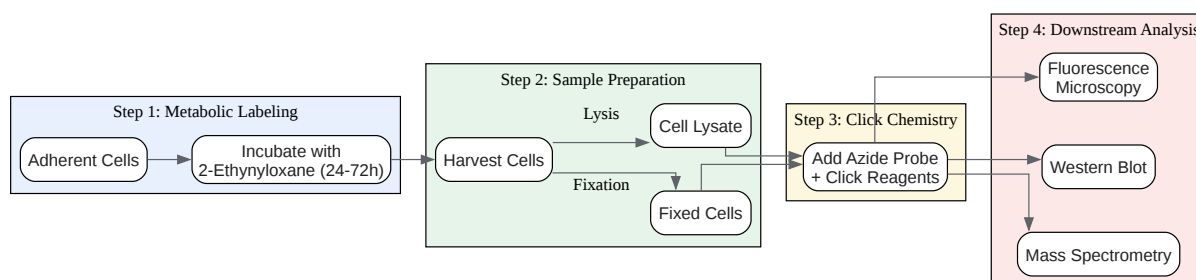 Step 1: Metabolic Labeling
Adherent Cells
Incubate with
2-Ethynyloxane (24-72h)
Step 2: Sample Preparation
Harvest Cells
Lysis
Fixation
Cell Lysate
Fixed Cells
Step 3: Click Chemistry
Add Azide Probe
+ Click Reagents
Step 4: Downstream Analysis
Fluorescence
Microscopy
Western Blot
Mass Spectrometry